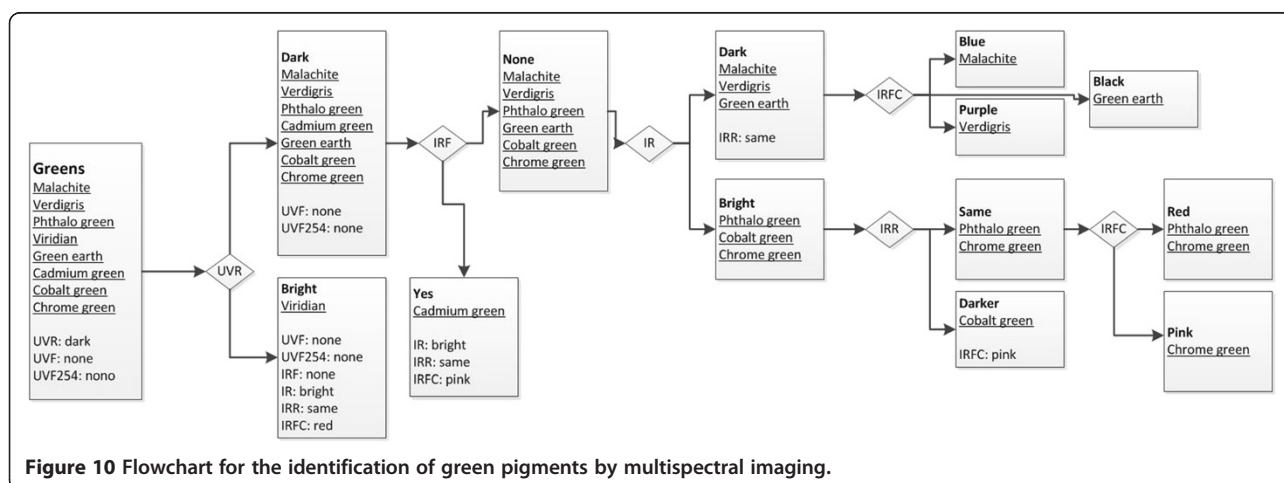 Greens
Malachite
Verdigris
Phthalo green
Viridian
Green earth
Cadmium green
Cobalt green
Chrome green
UVR: dark
UVF: none
UVF254: nono
UVR
Dark
Malachite
Verdigris
Phthalo green
Cadmium green
Green earth
Cobalt green
Chrome green
UVF: none
UVF254: none
Bright
Viridian
UVF: none
UVF254: none
IRF: none
IR: bright
IRR: same
IRFC: red
IRF
None
Malachite
Verdigris
Phthalo green
Green earth
Cobalt green
Chrome green
Yes
Cadmium green
IR: bright
IRR: same
IRFC: pink
IR
Dark
Malachite
Verdigris
Green earth
IRR: same
Bright
Phthalo green
Cobalt green
Chrome green
IRFC
Blue
Malachite
Black
Green earth
Purple
Verdigris
IRR
Same
Phthalo green
Chrome green
Darker
Cobalt green
IRFC: pink
IRFC
Red
Phthalo green
Chrome green
Pink
Chrome green
Figure 10 Flowchart for the identification of green pigments by multispectral imaging.